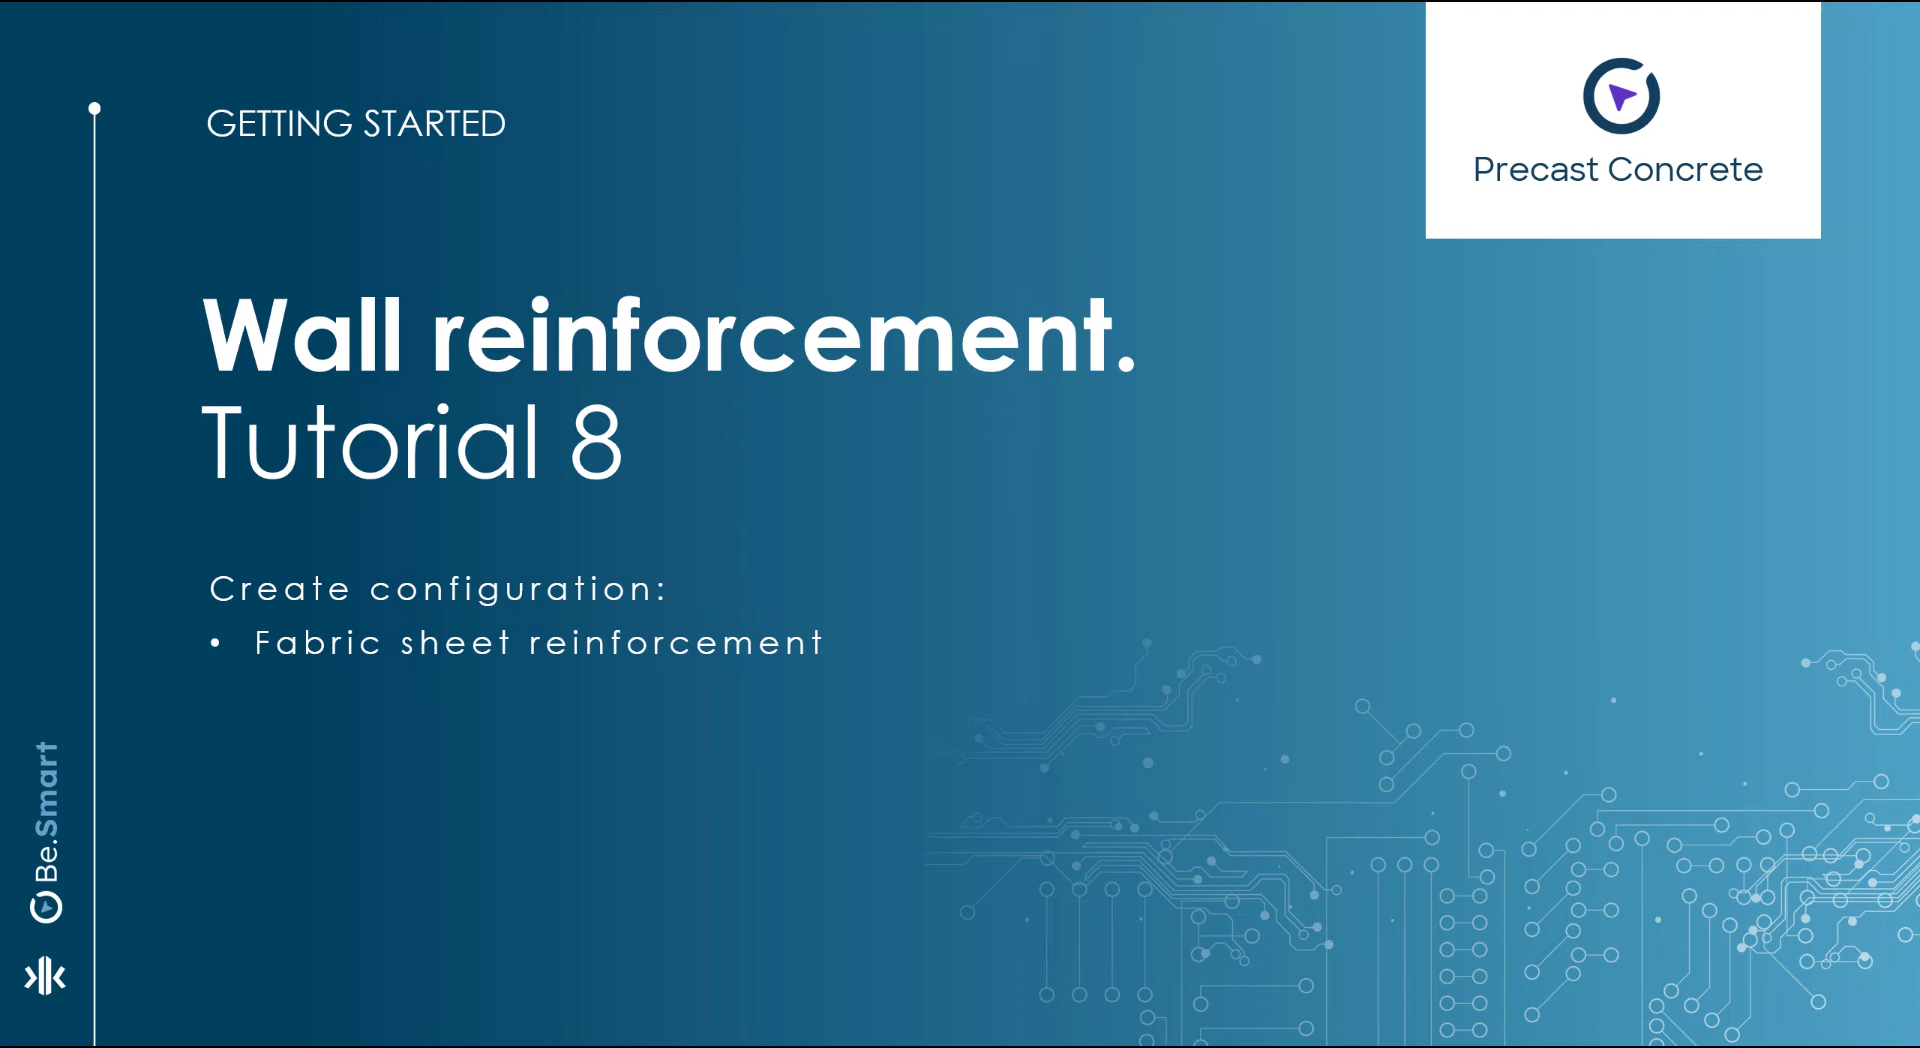 GETTING STARTED
Precast Concrete
Wall reinforcement.
Tutorial 8
Create configuration:
• Fabric sheet reinforcement
Be.Smart